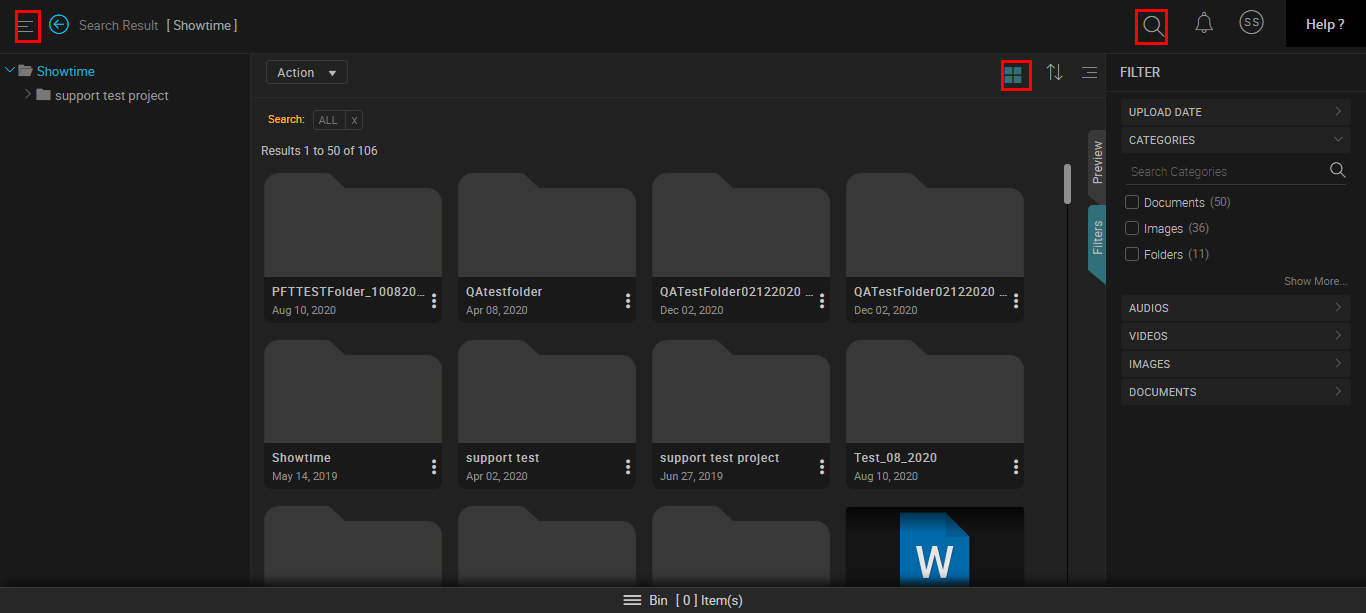 Search Result [ Showtime ]
SS
Help ?
Showtime
support test project
Action
FILTER
Search: ALL x
Results 1 to 50 of 106
Preview
Filters
UPLOAD DATE
CATEGORIES
Search Categories
Documents (50)
Images (36)
Folders (11)
Show More...
AUDIOS
VIDEOS
IMAGES
DOCUMENTS
PFTTESTFolder_100820...
Aug 10, 2020
QAtestfolder
Apr 08, 2020
QATestFolder02122020 ...
Dec 02, 2020
QATestFolder02122020 ...
Dec 02, 2020
Showtime
May 14, 2019
support test
Apr 02, 2020
support test project
Jun 27, 2019
Test_08_2020
Aug 10, 2020
W
Bin [ 0 ] Item(s)